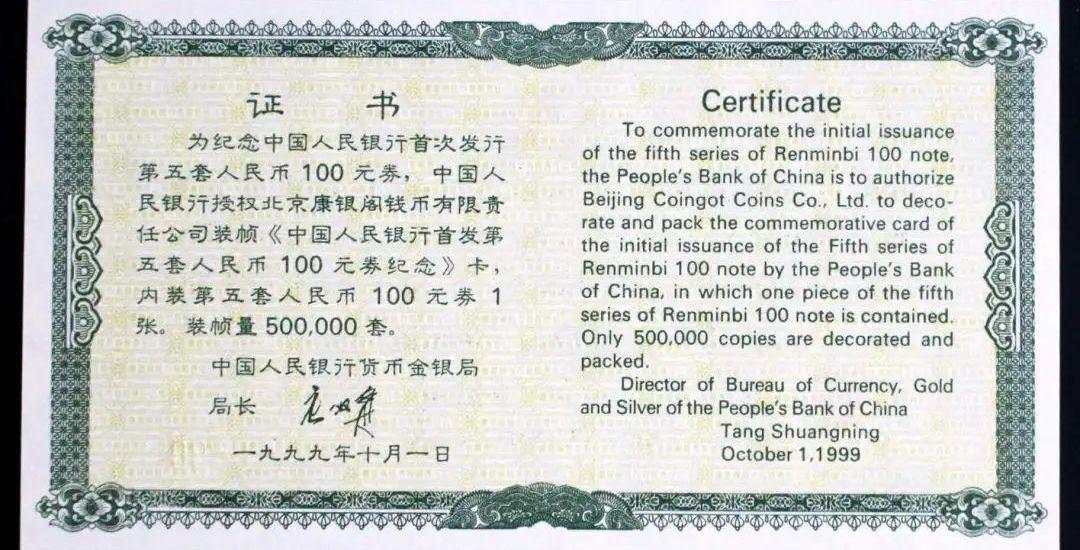 证 书
为纪念中国人民银行首次发行
第五套人民币 100 元券，中国人
民银行授权北京康银阁钱币有限责
任公司装帧《中国人民银行首发第
五套人民币 100 元券纪念》卡，
内装第五套人民币 100 元券 1
张。装帧量 500,000 套。
中国人民银行货币金银局
局长
一九九九年十月一日
Certificate
To commemorate the initial issuance
of the fifth series of Renminbi 100 note,
the People's Bank of China is to authorize
Beijing Coingot Coins Co., Ltd. to deco-
rate and pack the commemorative card of
the initial issuance of the Fifth series of
Renminbi 100 note by the People's Bank
of China, in which one piece of the fifth
series of Renminbi 100 note is contained.
Only 500,000 copies are decorated and
packed.
Director of Bureau of Currency, Gold
and Silver of the People's Bank of China
Tang Shuangning
October 1,1999